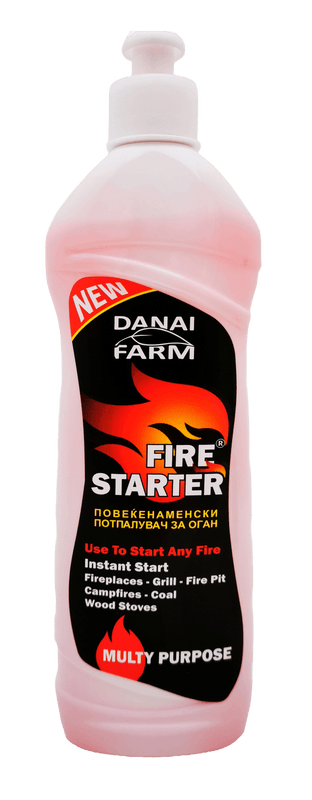 NEW
DANAI
FARM
FIRE®
STARTER
ПОВЕЌЕНАМЕНСКИ
ПОТПАЛУВАЧ ЗА ОГАН
Use To Start Any Fire
Instant Start
Fireplaces - Grill - Fire Pit
Campfires - Coal
Wood Stoves
MULTY PURPOSE